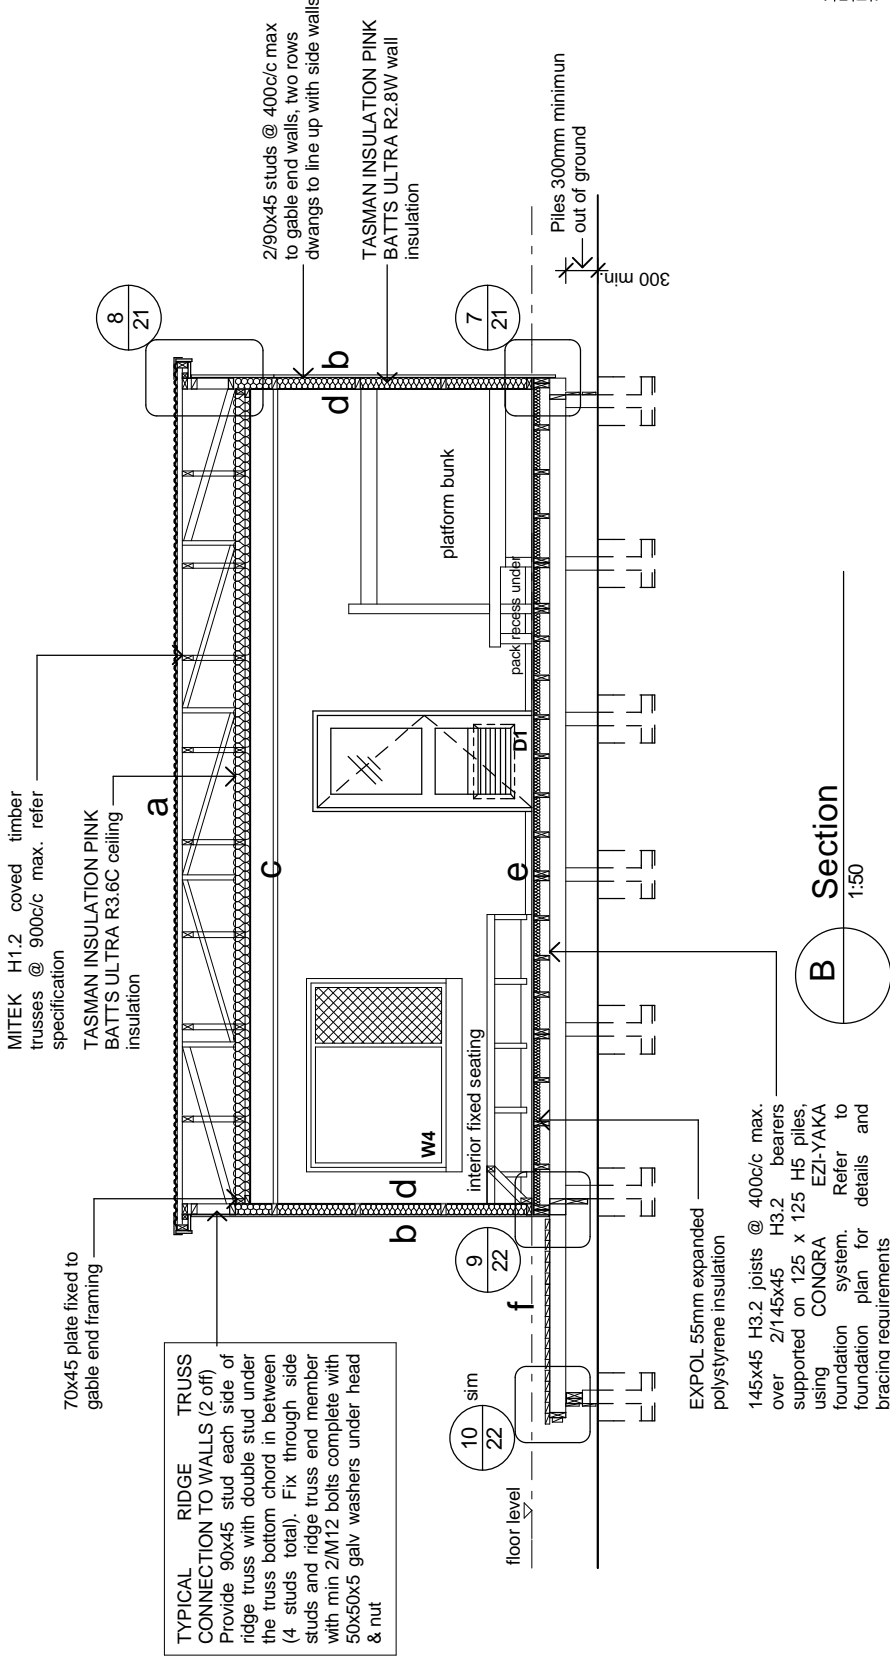 MITEK H1.2 coved timber
trusses @ 900c/c max. refer
specification
TASMAN INSULATION PINK
BATTS ULTRA R3.6C ceiling
insulation
70x45 plate fixed to
gable end framing
TYPICAL RIDGE TRUSS
CONNECTION TO WALLS (2 off)
Provide 90x45 stud each side of
ridge truss with double stud under
the truss bottom chord in between
(4 studs total). Fix through side
studs and ridge truss end member
with min 2/M12 bolts complete with
50x50x5 galv washers under head
& nut
2/90x45 studs @ 400c/c max
to gable end walls, two rows
dwangs to line up with side walls
TASMAN INSULATION PINK
BATTS ULTRA R2.8W wall
insulation
Piles 300mm minimun
out of ground
300 min.
8
21
7
21
9
22
10
22
sim
a
b
d
c
d
b
e
f
platform bunk
pack recess under
D1
W4
interior fixed seating
floor level
EXPOL 55mm expanded
polystyrene insulation
145x45 H3.2 joists @ 400c/c max.
over 2/145x45 H3.2 bearers
supported on 125 x 125 H5 piles,
using CONQRA EZI-YAKA
foundation system. Refer to
foundation plan for details and
bracing requirements
B
Section
1:50